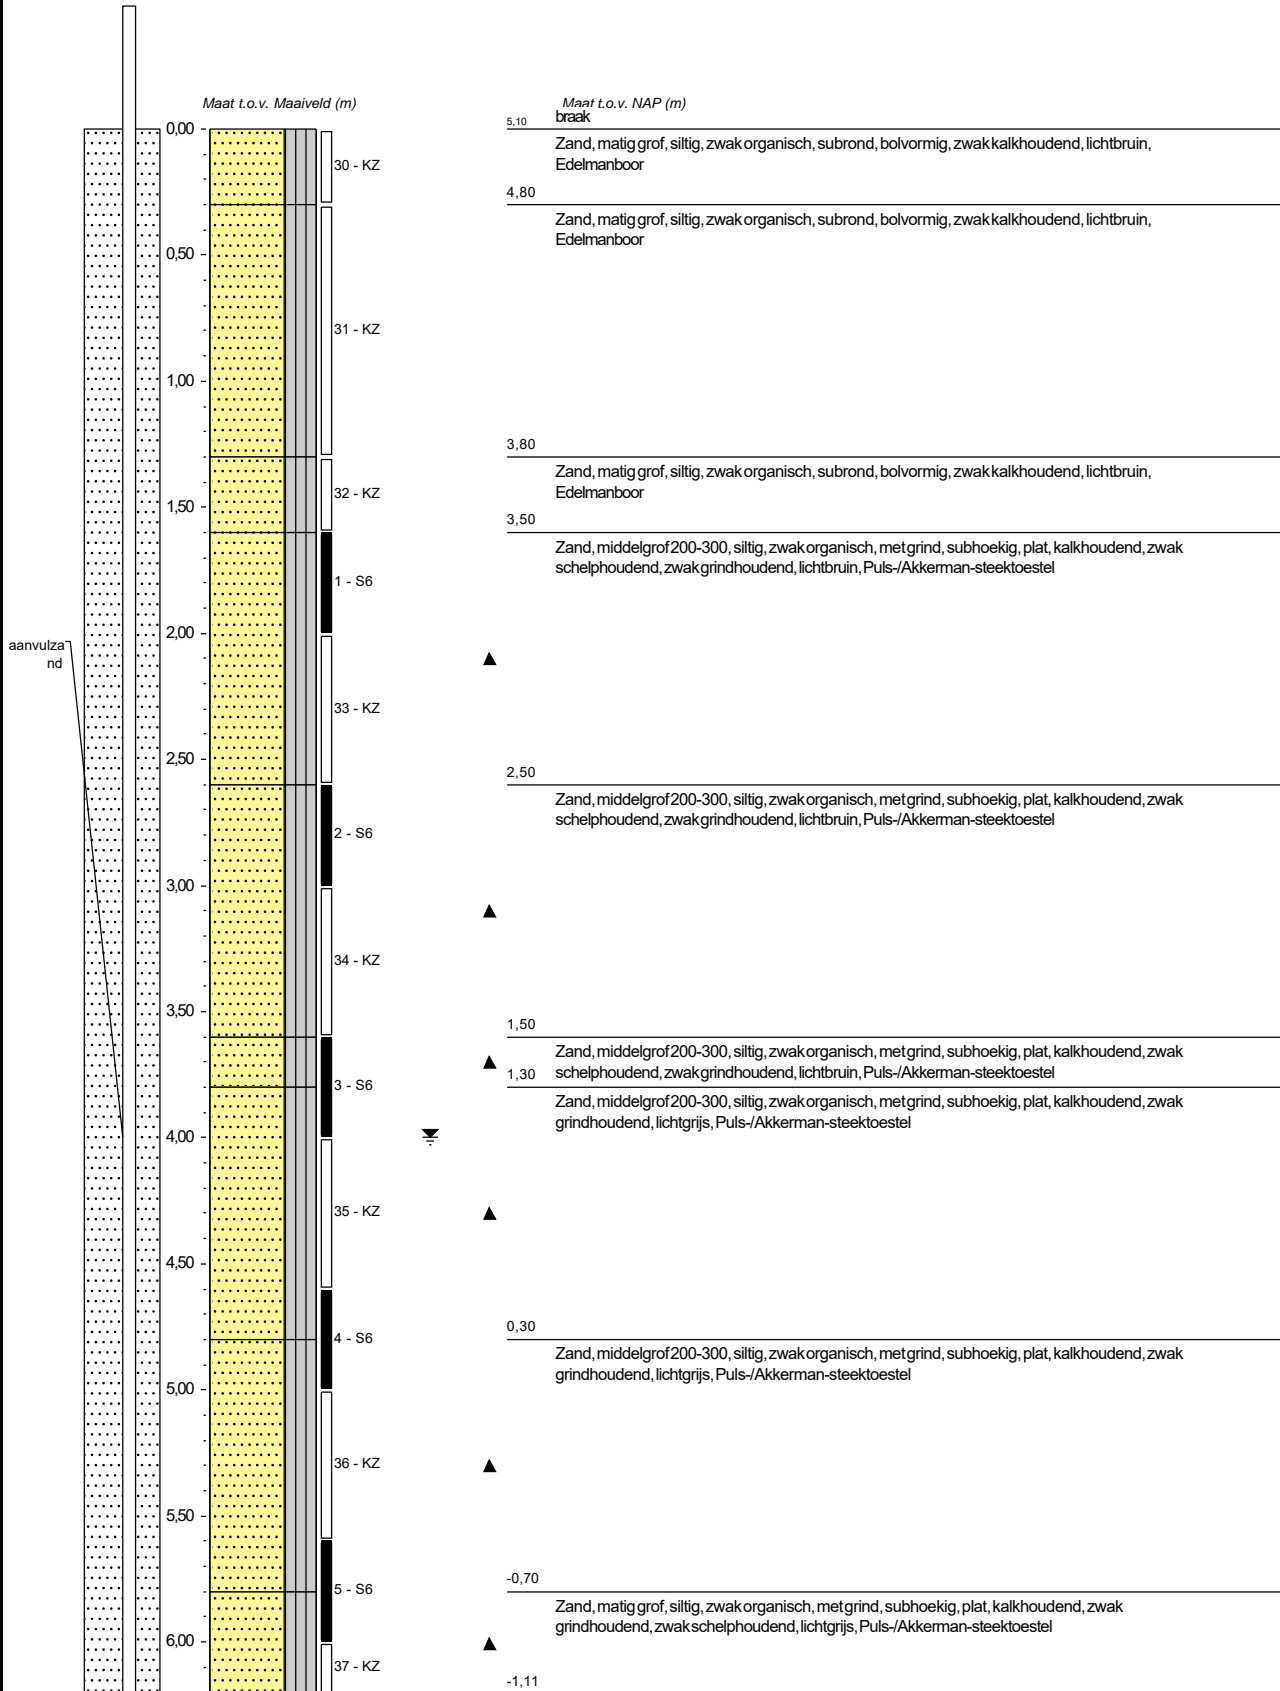 Maat t.o.v. Maaiveld (m)
Maat t.o.v. NAP (m)
5,10 braak
0,00
Zand, matig grof, siltig, zwak organisch, subrond, bolvormig, zwak kalkhoudend, lichtbruin,
Edelmanboor
30 - KZ
4,80
Zand, matig grof, siltig, zwak organisch, subrond, bolvormig, zwak kalkhoudend, lichtbruin,
Edelmanboor
0,50
31 - KZ
1,00
3,80
Zand, matig grof, siltig, zwak organisch, subrond, bolvormig, zwak kalkhoudend, lichtbruin,
Edelmanboor
32 - KZ
1,50
3,50
Zand, middelgrof 200-300, siltig, zwak organisch, met grind, subhoekig, plat, kalkhoudend, zwak
schelphoudend, zwak grindhoudend, lichtbruin, Puls-/Akkerman-steektoestel
1 - S6
2,00
aanvulza
nd
33 - KZ
2,50
2,50
Zand, middelgrof 200-300, siltig, zwak organisch, met grind, subhoekig, plat, kalkhoudend, zwak
schelphoudend, zwak grindhoudend, lichtbruin, Puls-/Akkerman-steektoestel
2 - S6
3,00
34 - KZ
3,50
1,50
Zand, middelgrof 200-300, siltig, zwak organisch, met grind, subhoekig, plat, kalkhoudend, zwak
schelphoudend, zwak grindhoudend, lichtbruin, Puls-/Akkerman-steektoestel
1,30
3 - S6
Zand, middelgrof 200-300, siltig, zwak organisch, met grind, subhoekig, plat, kalkhoudend, zwak
grindhoudend, lichtgrijs, Puls-/Akkerman-steektoestel
4,00
35 - KZ
4,50
0,30
4 - S6
Zand, middelgrof 200-300, siltig, zwak organisch, met grind, subhoekig, plat, kalkhoudend, zwak
grindhoudend, lichtgrijs, Puls-/Akkerman-steektoestel
5,00
36 - KZ
5,50
-0,70
5 - S6
Zand, matig grof, siltig, zwak organisch, met grind, subhoekig, plat, kalkhoudend, zwak
grindhoudend, zwak schelphoudend, lichtgrijs, Puls-/Akkerman-steektoestel
6,00
37 - KZ
-1,11